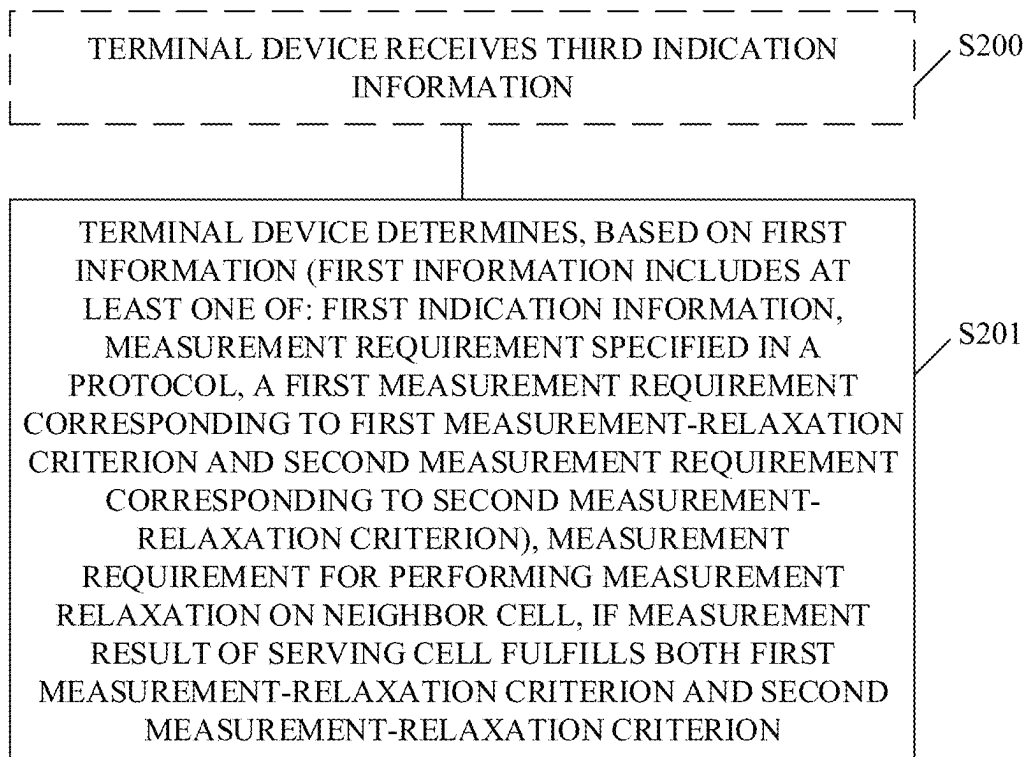 TERMINAL DEVICE RECEIVES THIRD INDICATION
INFORMATION
S200
TERMINAL DEVICE DETERMINES, BASED ON FIRST
INFORMATION (FIRST INFORMATION INCLUDES AT
LEAST ONE OF: FIRST INDICATION INFORMATION,
MEASUREMENT REQUIREMENT SPECIFIED IN A
PROTOCOL, A FIRST MEASUREMENT REQUIREMENT
CORRESPONDING TO FIRST MEASUREMENT-RELAXATION
CRITERION AND SECOND MEASUREMENT REQUIREMENT
CORRESPONDING TO SECOND MEASUREMENT-
RELAXATION CRITERION), MEASUREMENT
REQUIREMENT FOR PERFORMING MEASUREMENT
RELAXATION ON NEIGHBOR CELL, IF MEASUREMENT
RESULT OF SERVING CELL FULFILLS BOTH FIRST
MEASUREMENT-RELAXATION CRITERION AND SECOND
MEASUREMENT-RELAXATION CRITERION
S201